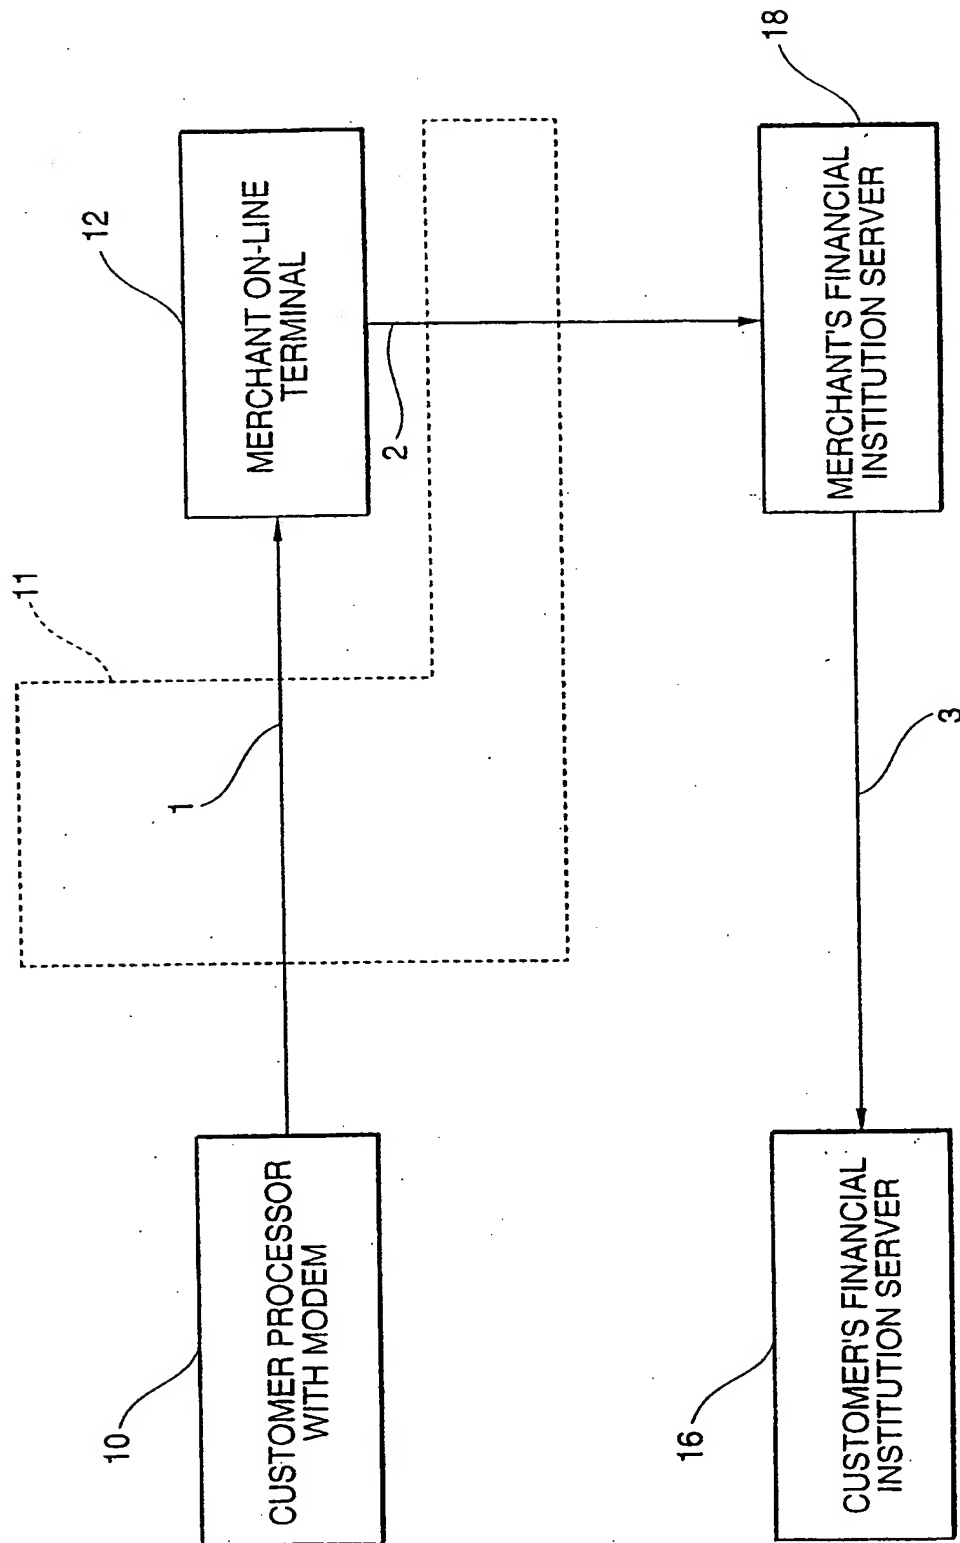 10
CUSTOMER PROCESSOR
WITH MODEM
1
11
12
MERCHANT ON-LINE
TERMINAL
2
16
CUSTOMER'S FINANCIAL
INSTITUTION SERVER
3
18
MERCHANT'S FINANCIAL
INSTITUTION SERVER